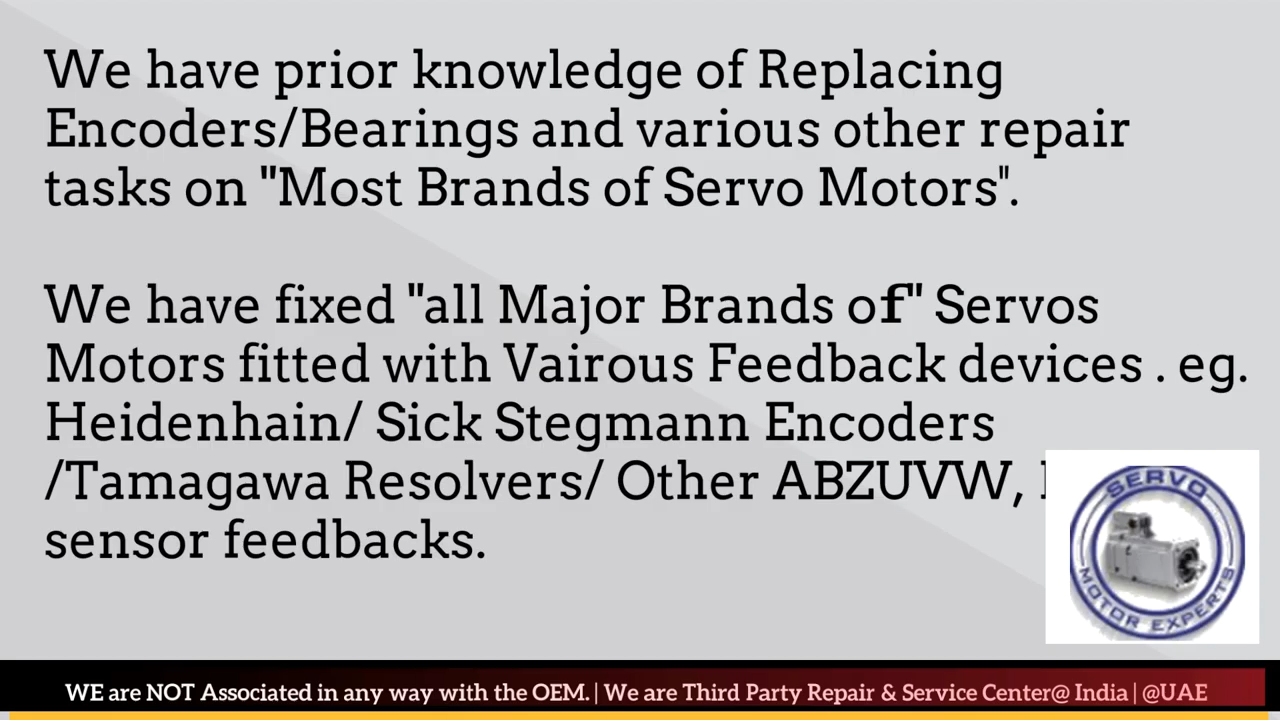 We have prior knowledge of Replacing
Encoders/Bearings and various other repair
tasks on "Most Brands of Servo Motors".
We have fixed "all Major Brands of" Servos
Motors fitted with Vairous Feedback devices . eg.
Heidenhain/ Sick Stegmann Encoders
/Tamagawa Resolvers/ Other ABZUVW,
sensor feedbacks.
SERVO
MOTOR EXPERTS
WE are NOT Associated in any way with the OEM. | We are Third Party Repair & Service Center@ India | @UAE